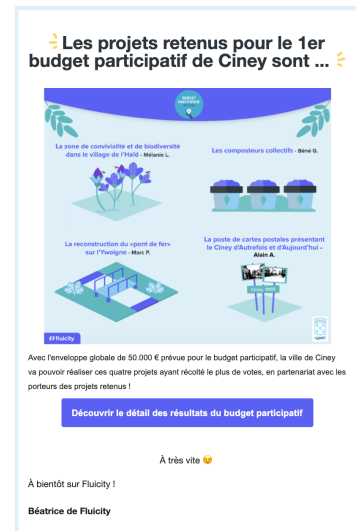 Les projets retenus pour le 1er
budget participatif de Ciney sont ...
BUDGET
PARTICIPATIF
La zone de convivialité et de biodiversité
dans le village de l'Haïd - Mélanie L.
Les composteurs collectifs - Béné G.
La reconstruction du «pont de fer»
sur l'Ywoigne - Marc P.
La poste de cartes postales présentant
le Ciney d'Autrefois et d'Aujourd'hui -
Alain A.
Ciney, 1900
fluicity
Avec l'enveloppe globale de 50.000 € prévue pour le budget participatif, la ville de Ciney
va pouvoir réaliser ces quatre projets ayant récolté le plus de votes, en partenariat avec les
porteurs des projets retenus !
Découvrir le détail des résultats du budget participatif
À très vite 😉
À bientôt sur Fluicity !
Béatrice de Fluicity